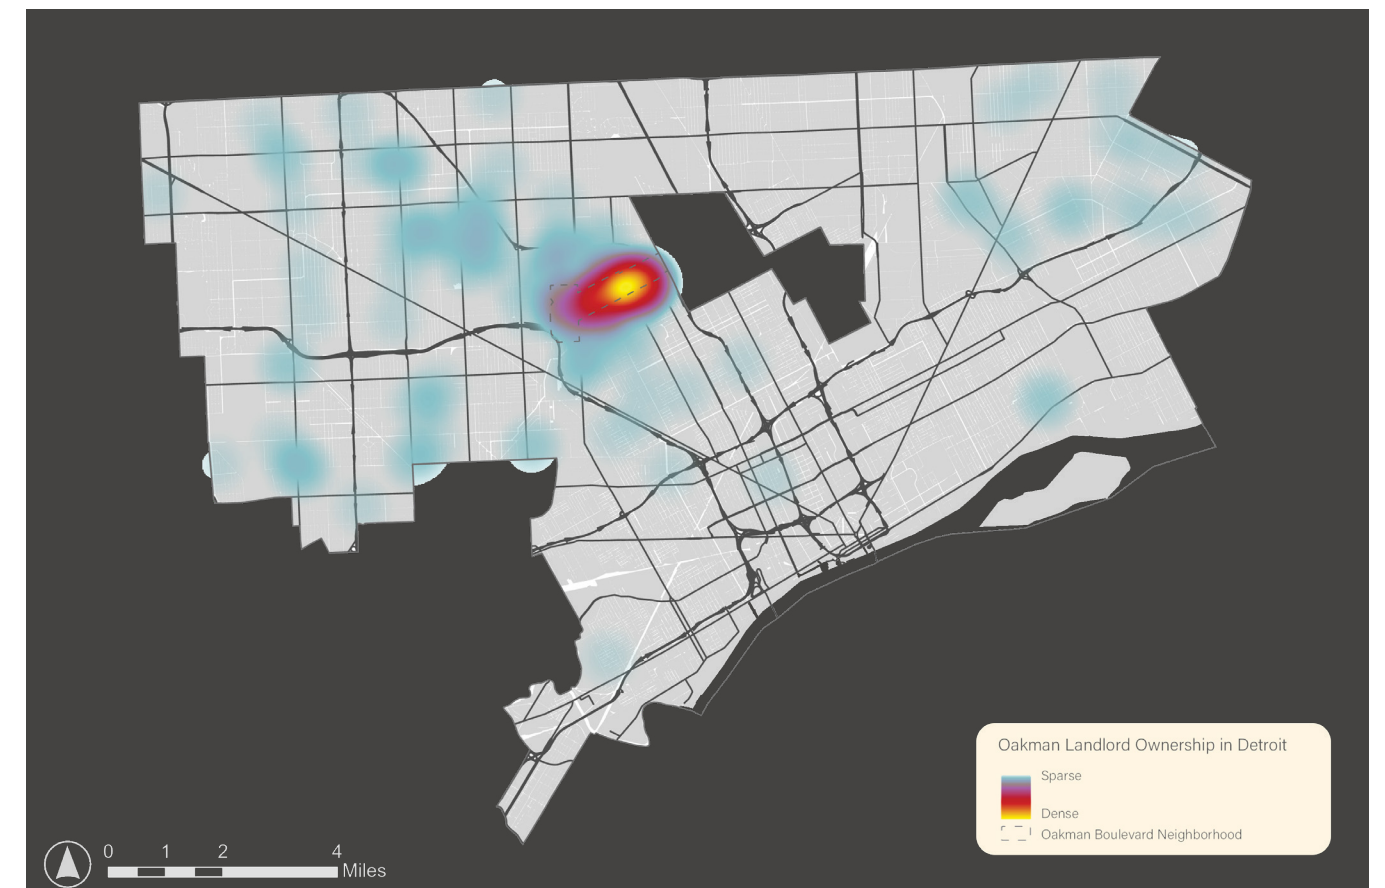 Oakman Landlord Ownership in Detroit
Sparse
Dense
Oakman Boulevard Neighborhood
0 1 2 4
Miles